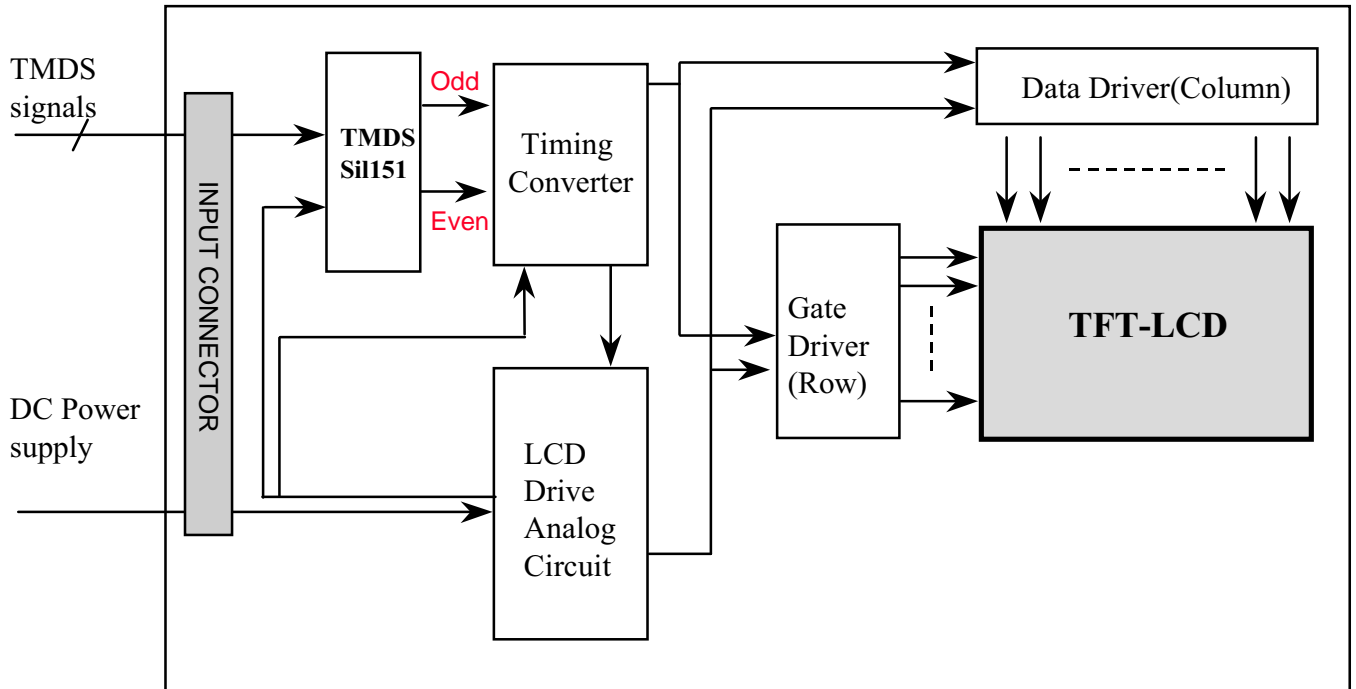 TMDS
signals
DC Power
supply
INPUT CONNECTOR
TMDS
Sil151
Odd
Even
Timing
Converter
LCD
Drive
Analog
Circuit
Data Driver(Column)
Gate
Driver
(Row)
TFT-LCD